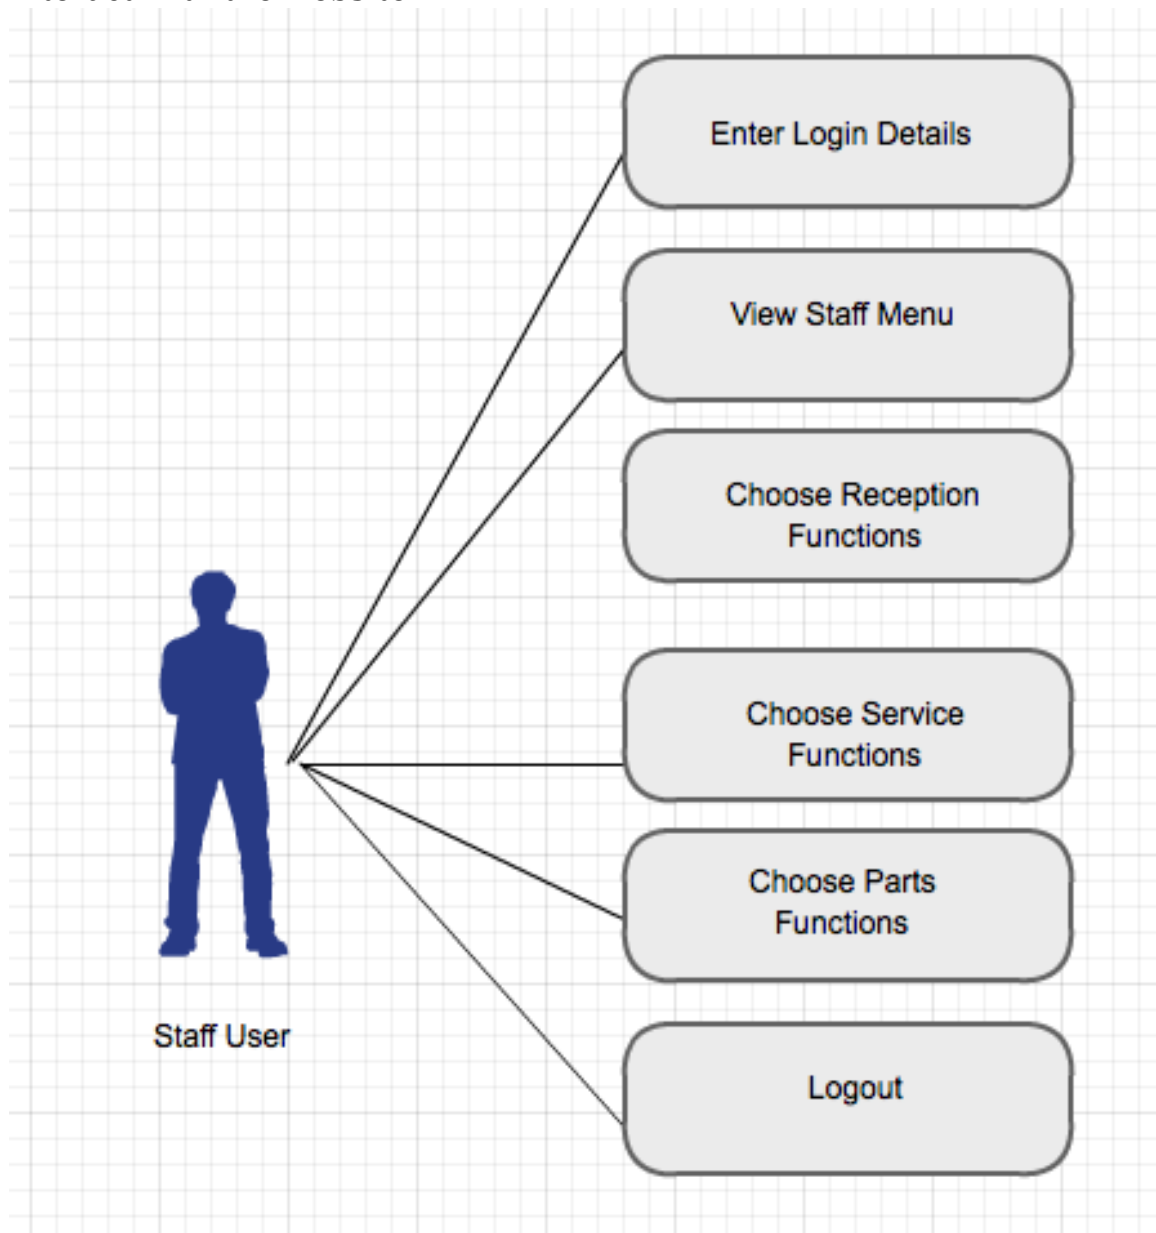 Enter Login Details
View Staff Menu
Choose Reception
Functions
Choose Service
Functions
Choose Parts
Functions
Staff User
Logout